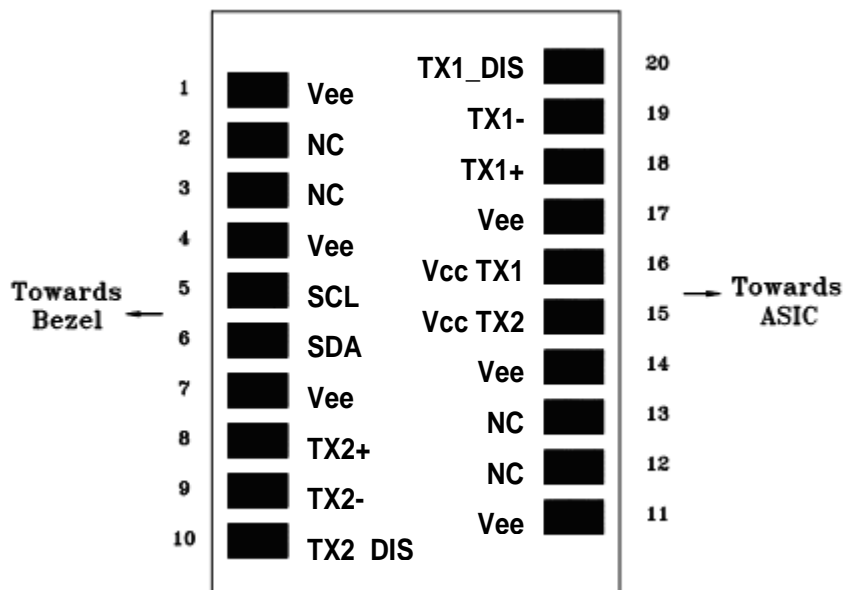 1 Vee
2 NC
3 NC
4 Vee
5 SCL
6 SDA
7 Vee
8 TX2+
9 TX2-
10 TX2_DIS
TX1_DIS 20
TX1- 19
TX1+ 18
Vee 17
Vcc TX1 16
Vcc TX2 15
Vee 14
NC 13
NC 12
Vee 11
Towards
Bezel
Towards
ASIC